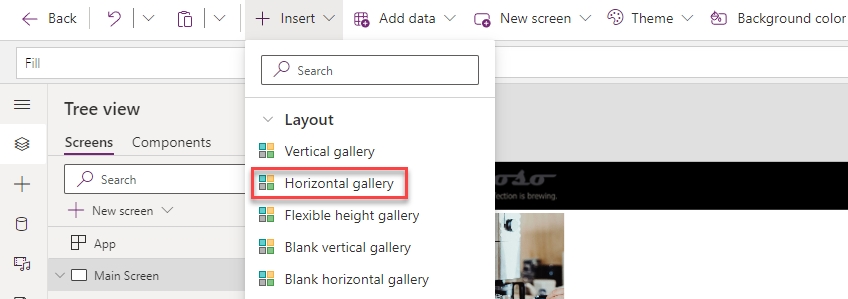 Back
Insert
Add data
New screen
Theme
Background color
Fill
Search
Tree view
Layout
Screens Components
Vertical gallery
Search
Horizontal gallery
New screen
Flexible height gallery
App
Blank vertical gallery
Main Screen
Blank horizontal gallery
oso
ection is brewing.